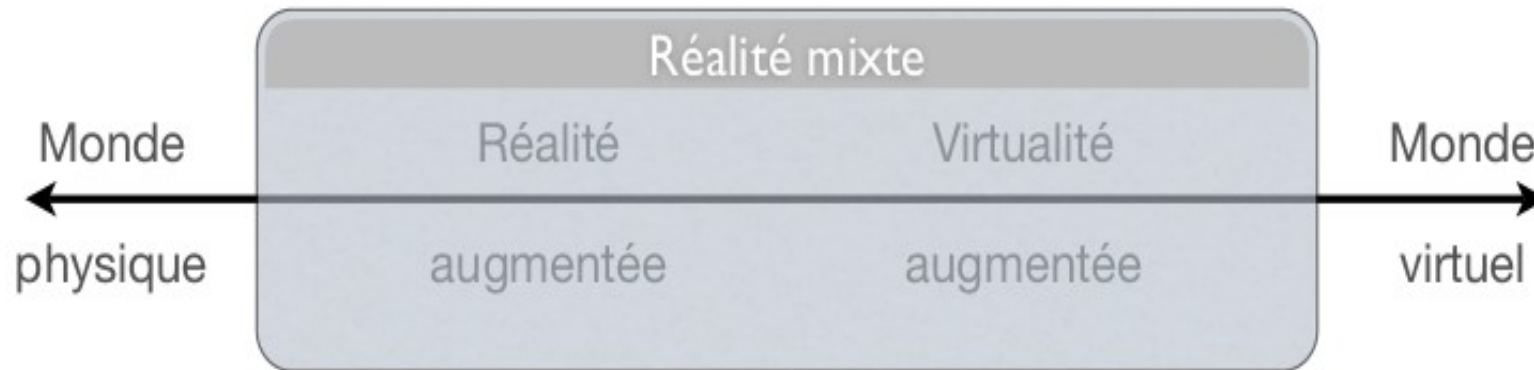 Réalité mixte
Monde
physique
Réalité
augmentée
Virtualité
augmentée
Monde
virtuel